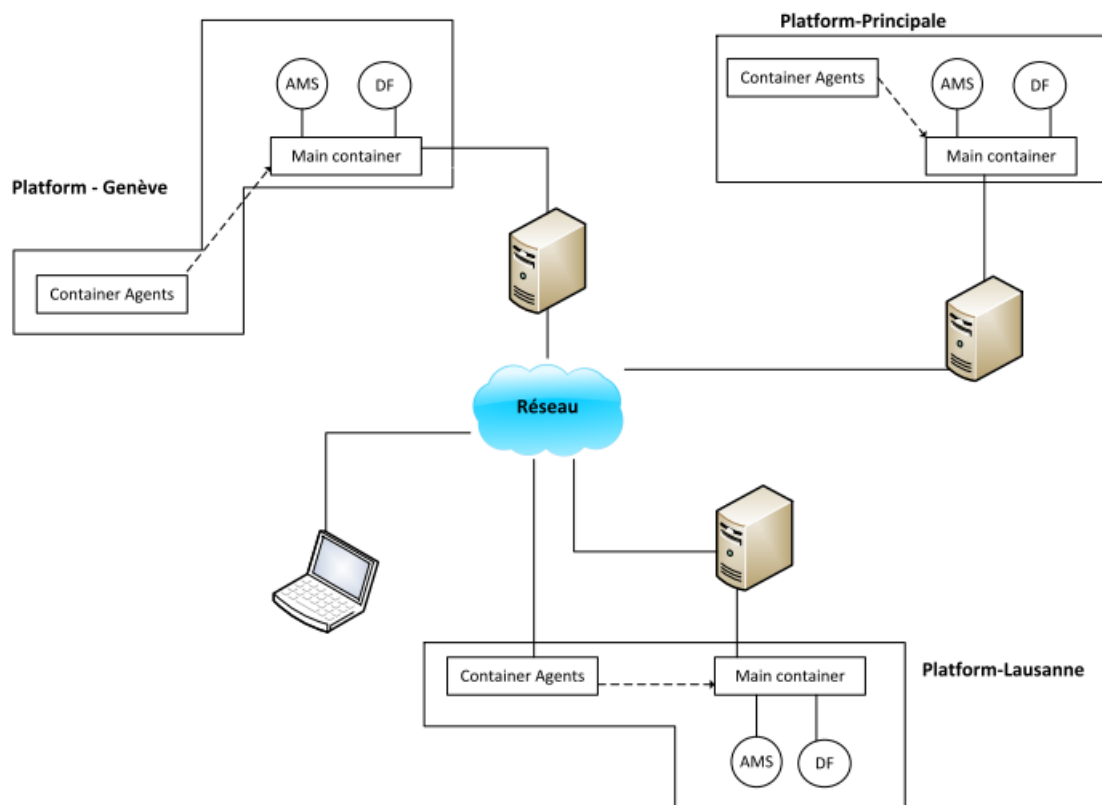 Platform-Principale
Container Agents
AMS
DF
Main container
AMS
DF
Main container
Platform - Genève
Container Agents
Réseau
Container Agents
Main container
Platform-Lausanne
AMS
DF